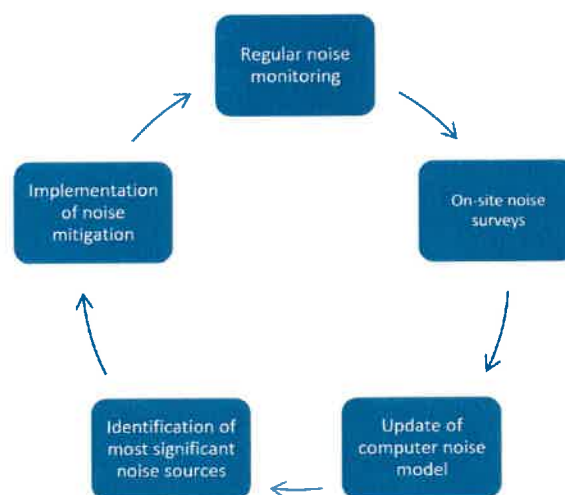 Regular noise
monitoring
On-site noise
surveys
Update of
computer noise
model
Identification of
most significant
noise sources
Implementation
of noise
mitigation